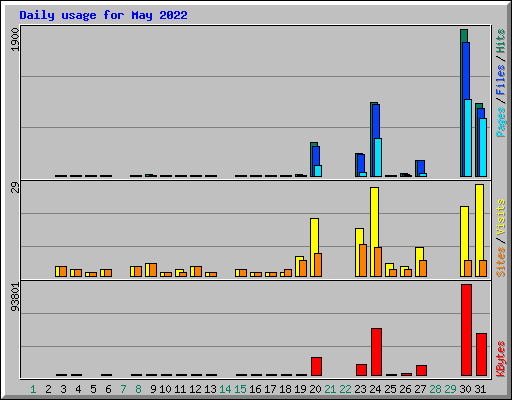 Daily usage for May 2022
1900
Pages / Files / Hits
29
Sites / Visits
93801
KBytes
1 2 3 4 5 6 7 8 9 10 11 12 13 14 15 16 17 18 19 20 21 22 23 24 25 26 27 28 29 30 31